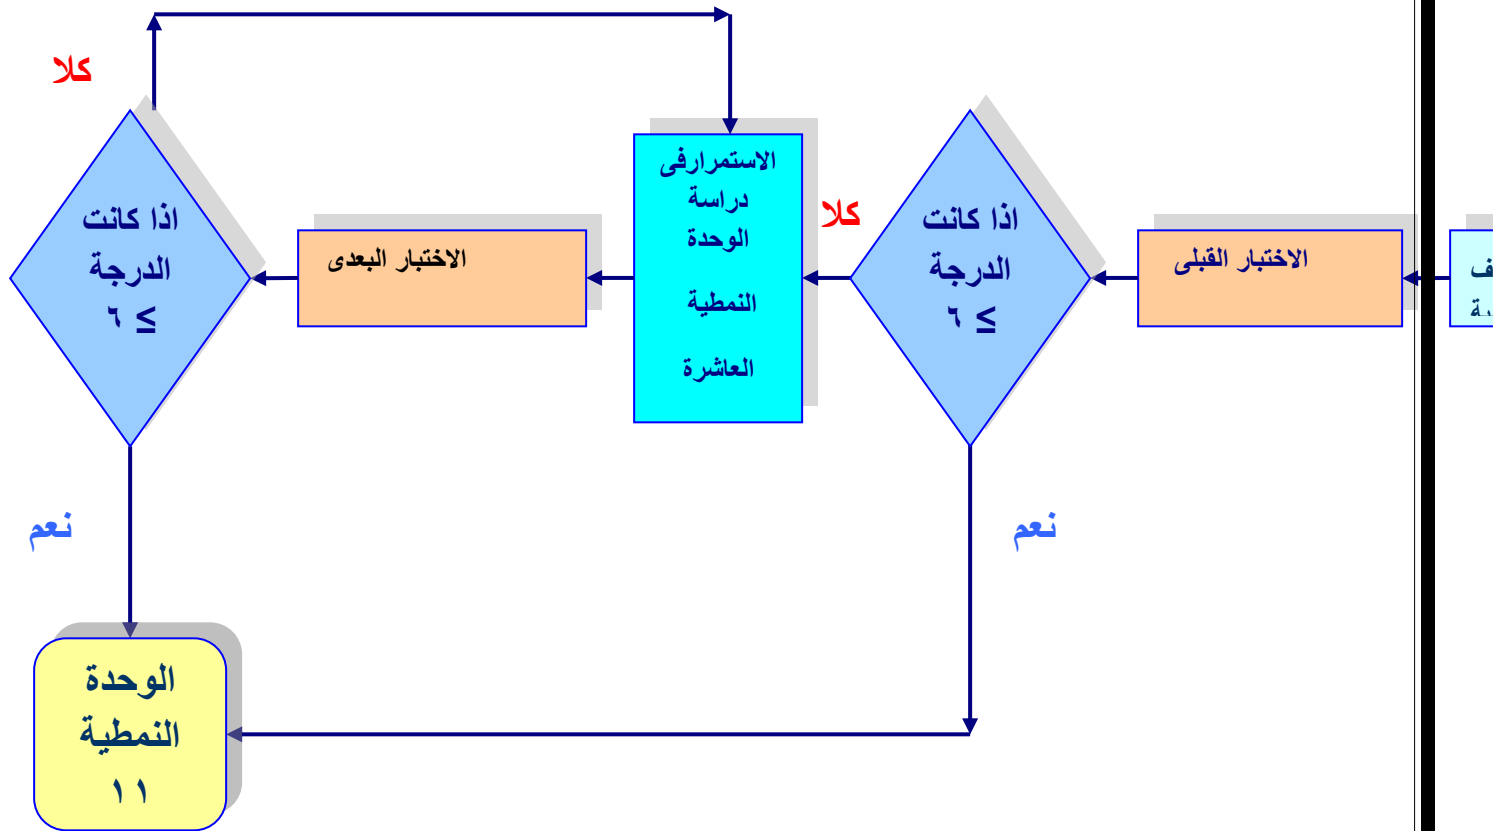 الاختبار القبلى
اذا كانت
الدرجة
≥ ٦
كلا
نعم
الاستمرارفى
دراسة
الوحدة
النمطية
العاشرة
الاختبار البعدى
اذا كانت
الدرجة
≥ ٦
كلا
نعم
الوحدة
النمطية
١١